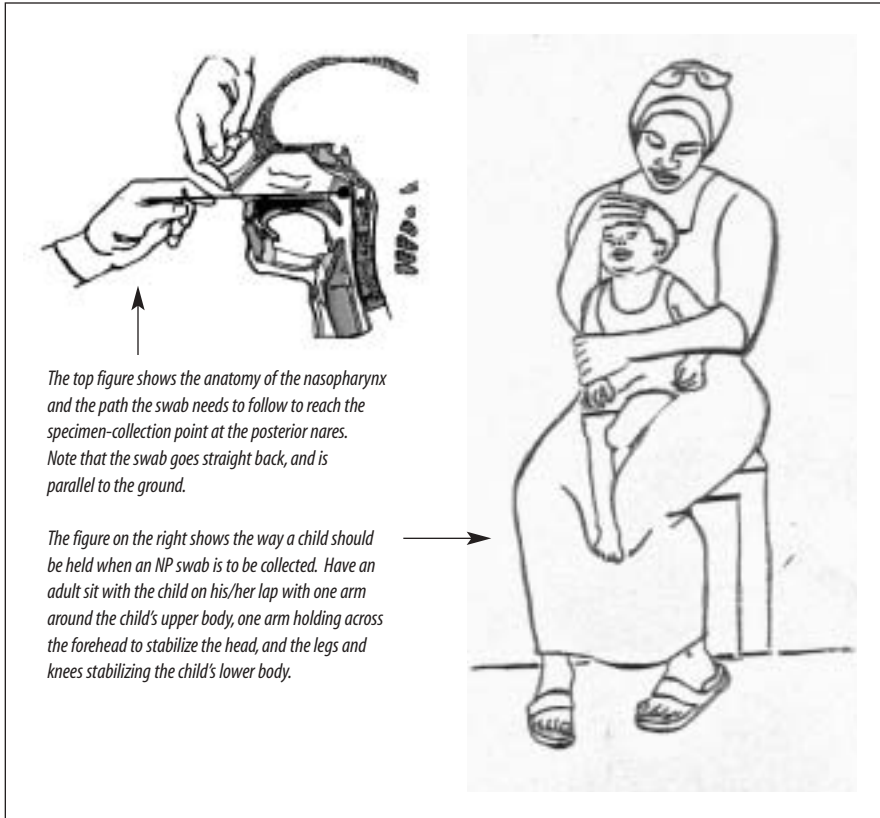 The top figure shows the anatomy of the nasopharynx
and the path the swab needs to follow to reach the
specimen-collection point at the posterior nares.
Note that the swab goes straight back, and is
parallel to the ground.
The figure on the right shows the way a child should
be held when an NP swab is to be collected. Have an
adult sit with the child on his/her lap with one arm
around the child's upper body, one arm holding across
the forehead to stabilize the head, and the legs and
knees stabilizing the child's lower body.